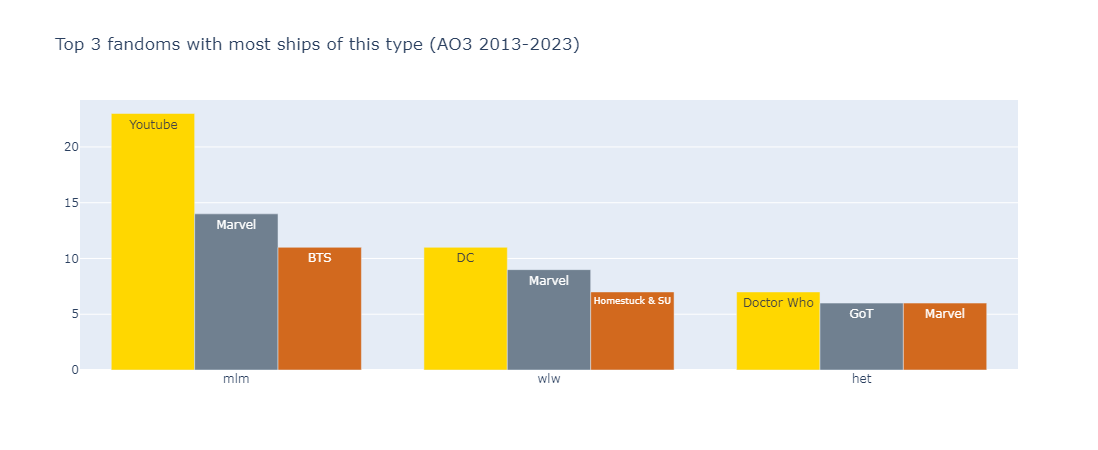 Top 3 fandoms with most ships of this type (AO3 2013-2023)
Youtube
20
15
Marvel
BTS
DC
10
Marvel
Homestuck & SU
Doctor Who
5
GoT
Marvel
0
mlm
wlw
het